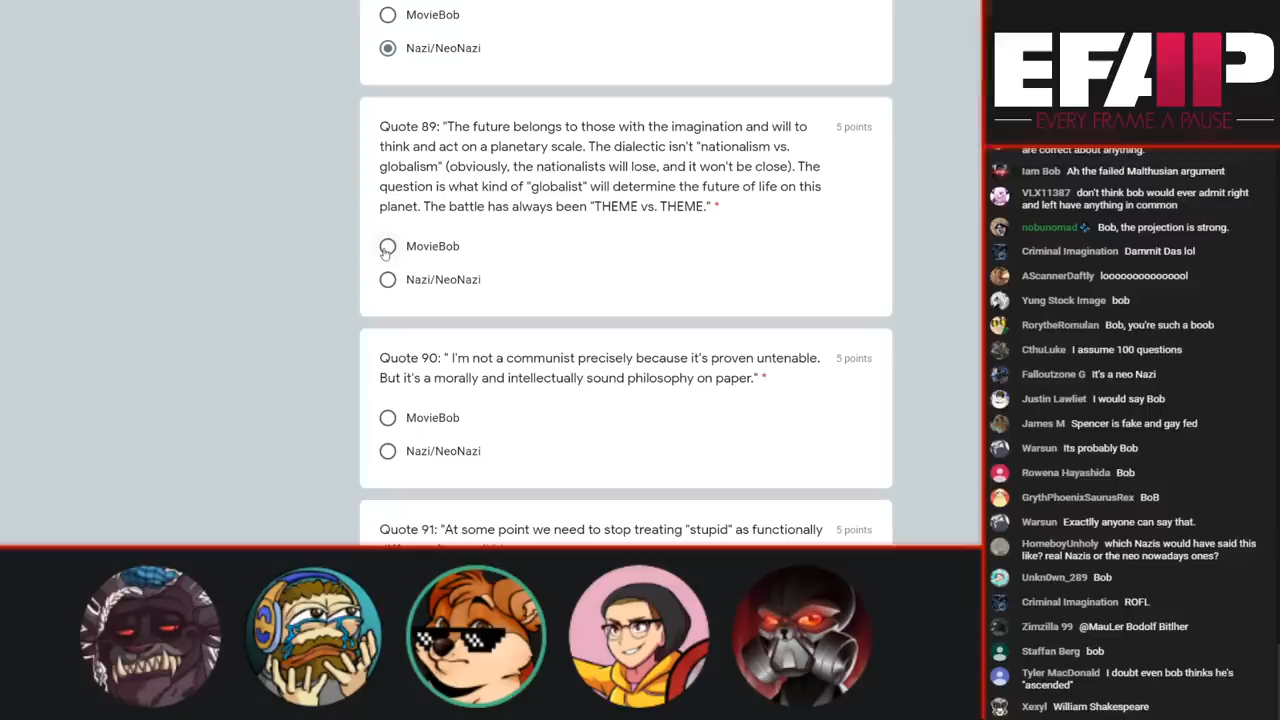 MovieBob
Nazi/NeoNazi
Quote 89: "The future belongs to those with the imagination and will to
5 points
think and act on a planetary scale. The dialectic isn't "nationalism vs.
globalism" (obviously, the nationalists will lose, and it won't be close). The
question is what kind of "globalist" will determine the future of life on this
planet. The battle has always been "THEME vs. THEME." *
MovieBob
Nazi/NeoNazi
Quote 90: " I'm not a communist precisely because it's proven untenable.
5 points
But it's a morally and intellectually sound philosophy on paper." *
MovieBob
Nazi/NeoNazi
Quote 91: "At some point we need to stop treating "stupid" as functionally
5 points
EFAP
EVERY FRAME A PAUSE
are correct about anything.
Iam Bob Ah the failed Malthusian argument
VLX11387 don't think bob would ever admit right
and left have anything in common
nobunomad Bob, the projection is strong.
Criminal Imagination Dammit Das lol
AScannerDaftly looooooooooooool
Yung Stock Image bob
RorytheRomulan Bob, you're such a boob
CthuLuke I assume 100 questions
Falloutzone G It's a neo Nazi
Justin Lawliet I would say Bob
James M Spencer is fake and gay fed
Warsun Its probably Bob
Rowena Hayashida Bob
GrythPhoenixSaurusRex BoB
Warsun Exactlly anyone can say that.
HomeboyUnholy which Nazis would have said this
like? real Nazis or the neo nowadays ones?
Unkn0wn_289 Bob
Criminal Imagination ROFL
Zimzilla 99 @MauLer Bodolf Bitlher
Staffan Berg bob
Tyler MacDonald I doubt even bob thinks he's
"ascended"
Xexyl William Shakespeare